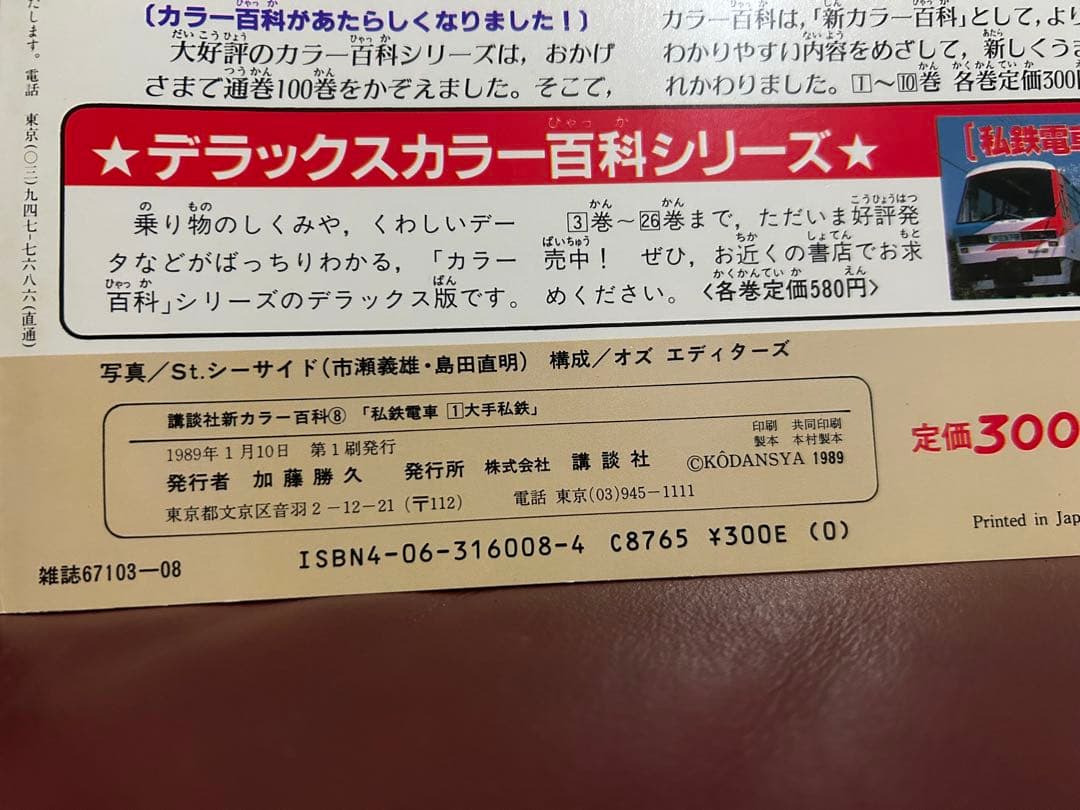 (カラー百科があたらしくなりました!)
大好評のカラー百科シリーズは,おかげ
さまで通巻100巻をかぞえました。そこで,
カラー百科は,「新カラー百科」として,より
わかりやすい内容をめざして,新しくうま
れかわりました。1〜10巻 各巻定価300円
★デラックスカラー百科シリーズ★
乗り物のしくみや,くわしいデー
タなどがばっちりわかる,「カラー
百科」シリーズのデラックス版です。
3巻〜26巻まで,ただいま好評発
売中! ぜひ,お近くの書店でお求
めください。〈各巻定価580円〉
[私鉄電車
だします。電話 東京(〇三)九四七-七六八六(直通)
写真/St.シーサイド(市瀬義雄・島田直明) 構成/オズ エディターズ
講談社新カラー百科⑧ 「私鉄電車 1大手私鉄」
1989年1月10日 第1刷発行
印刷 共同印刷
製本 本村製本
発行者 加藤勝久 発行所 株式会社 講談社 ©KÔDANSYA 1989
東京都文京区音羽2-12-21(〒112) 電話 東京(03)945-1111
定価300
Printed in Jap
ISBN4-06-316008-4 C8765 ¥300E (0)
雑誌67103-08